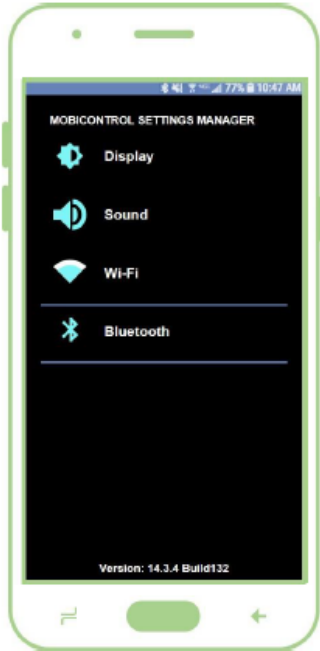 77% 10:47 AM
MOBICONTROL SETTINGS MANAGER
Display
Sound
Wi-Fi
Bluetooth
Version: 14.3.4 Build132